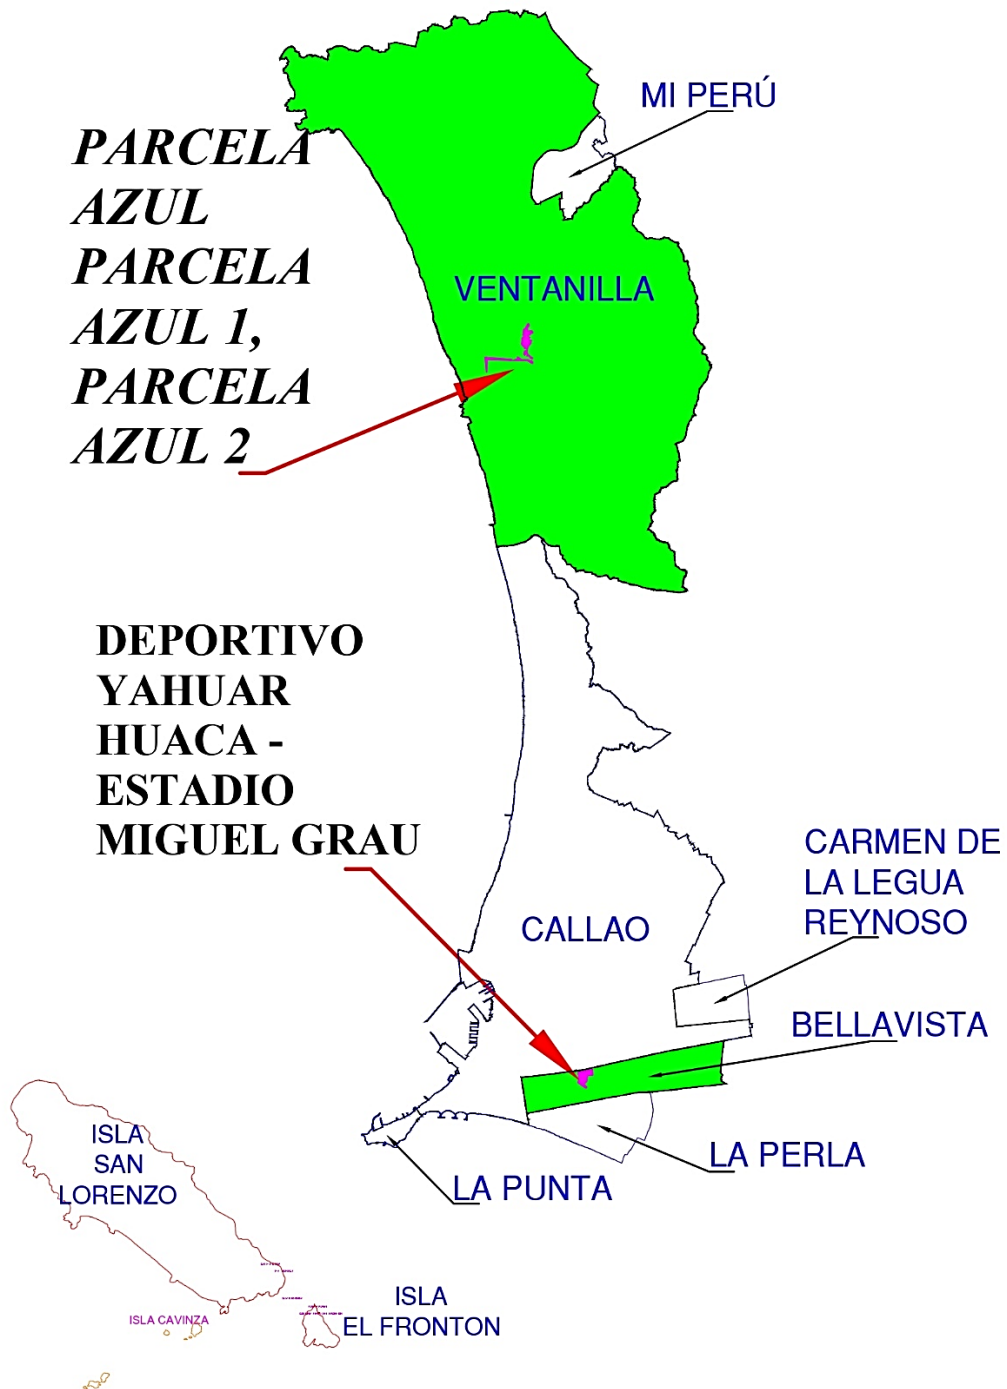 MI PERÚ
PARCELA
AZUL
PARCELA
AZUL 1,
PARCELA
AZUL 2
VENTANILLA
DEPORTIVO
YAHUAR
HUACA -
ESTADIO
MIGUEL GRAU
CARMEN DE
LA LEGUA
REYNOSO
CALLAO
BELLAVISTA
LA PERLA
LA PUNTA
ISLA
SAN
LORENZO
ISLA
EL FRONTON
ISLA CAVINZA